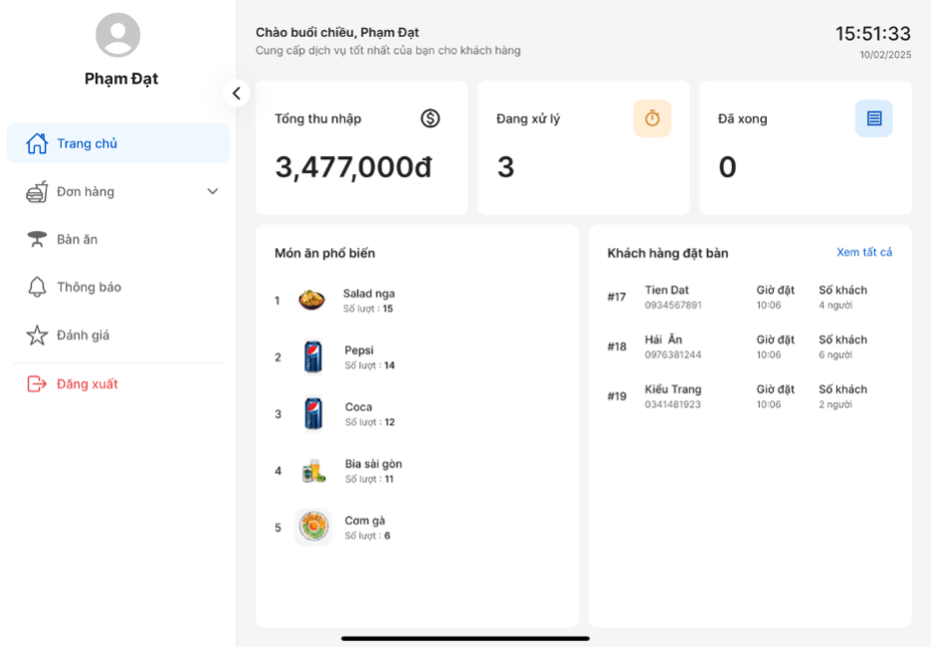 Phạm Đạt
Trang chủ
Đơn hàng
Bàn ăn
Thông báo
Đánh giá
Đăng xuất
Chào buổi chiều, Phạm Đạt
Cung cấp dịch vụ tốt nhất của bạn cho khách hàng
15:51:33
10/02/2025
Tổng thu nhập
3,477,000đ
Đang xử lý
3
Đã xong
0
Món ăn phổ biến
1
Salad nga
Số lượt : 15
2
Pepsi
Số lượt : 14
3
Coca
Số lượt : 12
4
Bia sài gòn
Số lượt : 11
5
Cơm gà
Số lượt : 6
Khách hàng đặt bàn
Xem tất cả
#17
Tien Dat
0934567891
Giờ đặt
10:06
Số khách
4 người
#18
Hải Ăn
0976381244
Giờ đặt
10:06
Số khách
6 người
#19
Kiều Trang
0341481923
Giờ đặt
10:06
Số khách
2 người